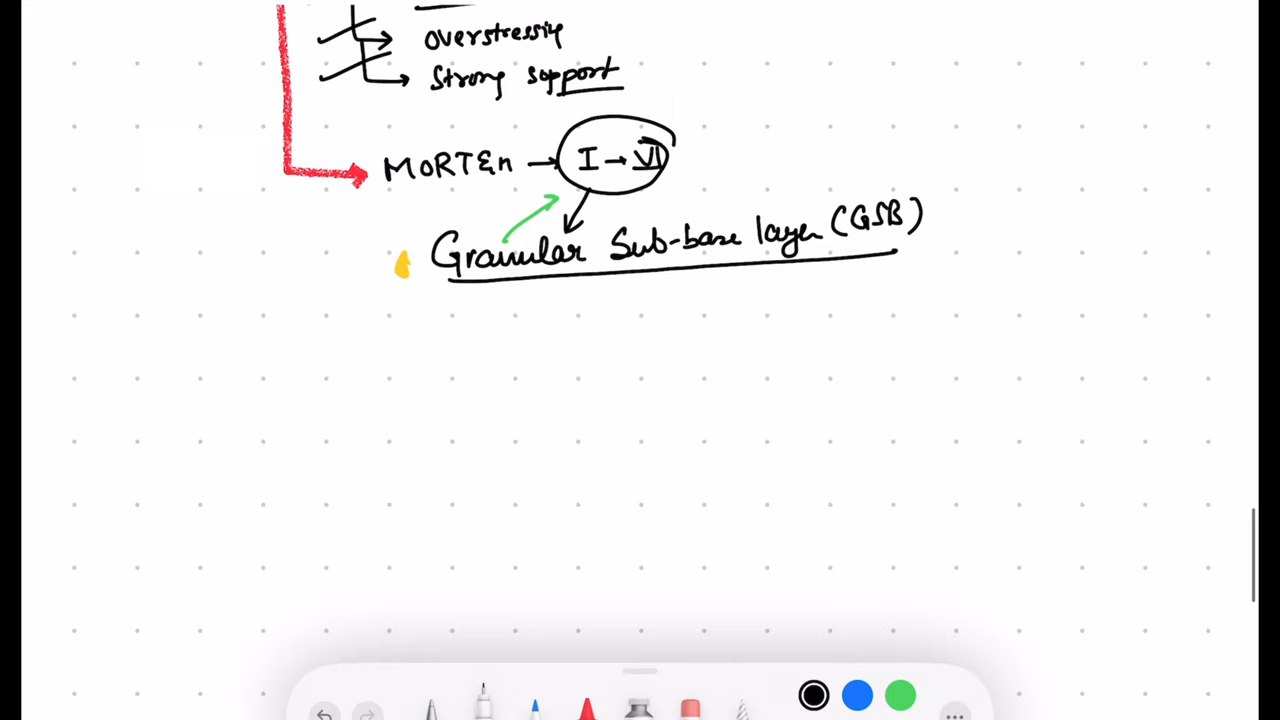 overstressing
Strong support
MORTEn → I → VI
Granular Sub-base layer (GSB)